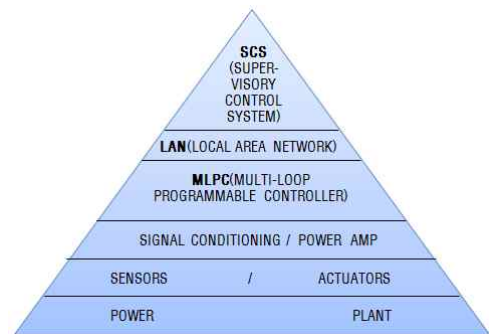 SCS
(SUPER-
VISORY
CONTROL
SYSTEM)
LAN(LOCAL AREA NETWORK)
MLPC(MULTI-LOOP
PROGRAMMABLE CONTROLLER)
SIGNAL CONDITIONING / POWER AMP
SENSORS / ACTUATORS
POWER PLANT